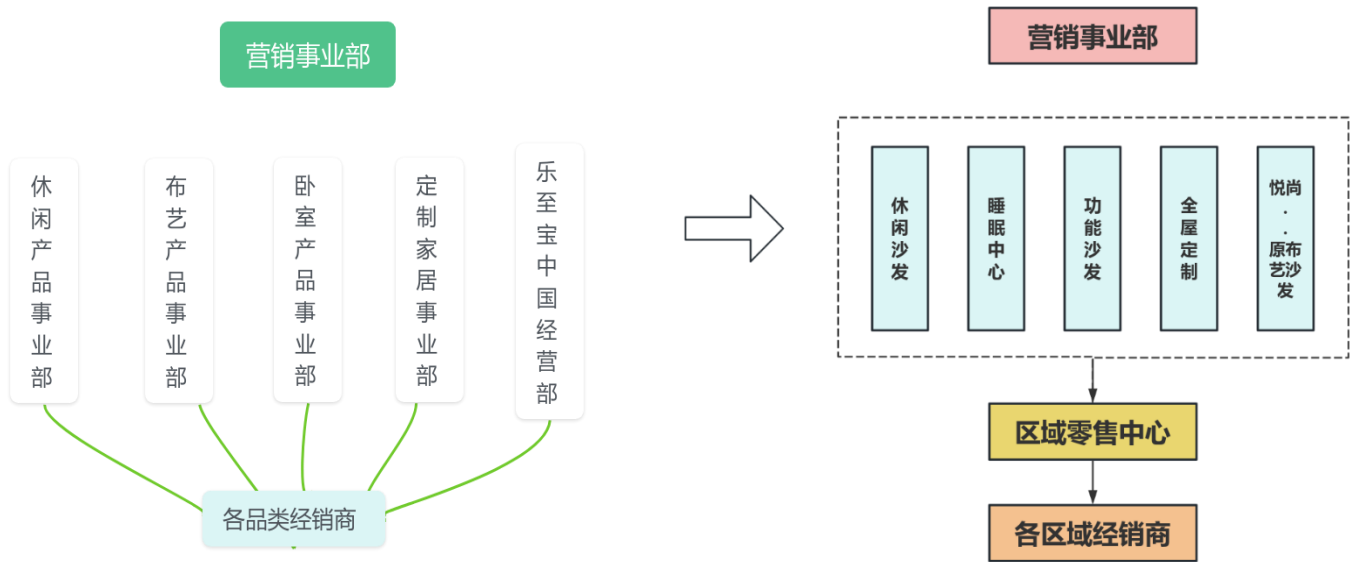 营销事业部
休闲产品事业部
布艺产品事业部
卧室产品事业部
定制家居事业部
乐至宝中国经营部
各品类经销商
营销事业部
休闲沙发
睡眠中心
功能沙发
全屋定制
悦尚
.
.
原布
艺沙
发
区域零售中心
各区域经销商